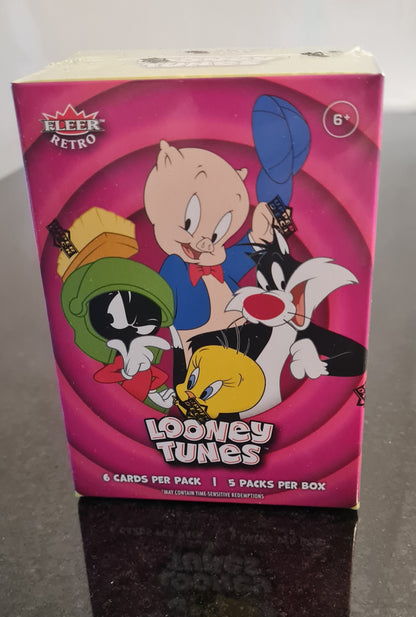 FLEER
RETRO
6+
LOONEY
TUNES
6 CARDS PER PACK | 5 PACKS PER BOX
*MAY CONTAIN TIME-SENSITIVE REDEMPTIONS